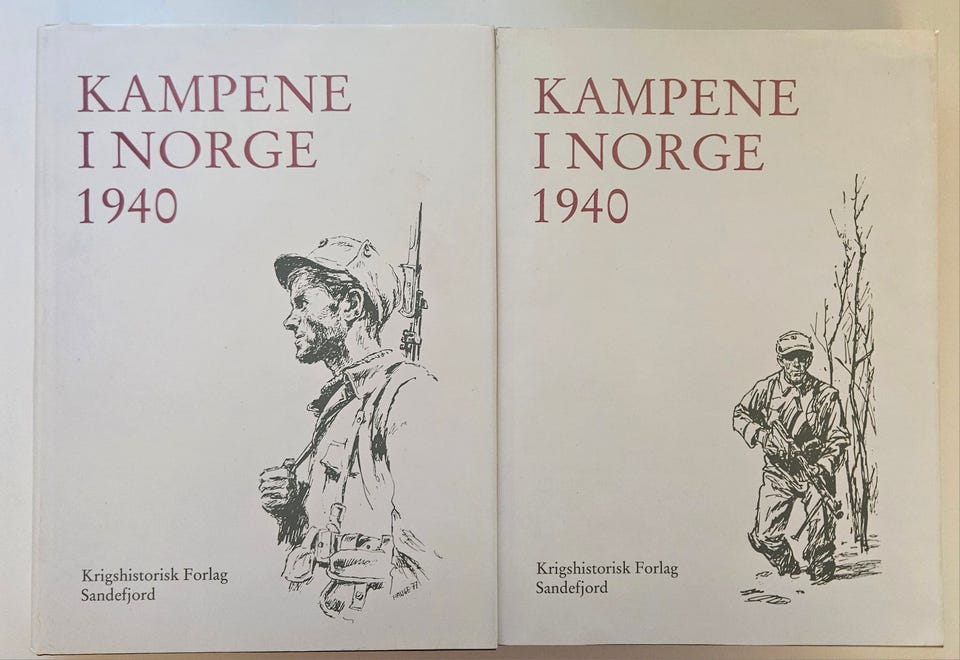 KAMPENE
I NORGE
1940
Krigshistorisk Forlag
Sandefjord
KAMPENE
I NORGE
1940
Krigshistorisk Forlag
Sandefjord